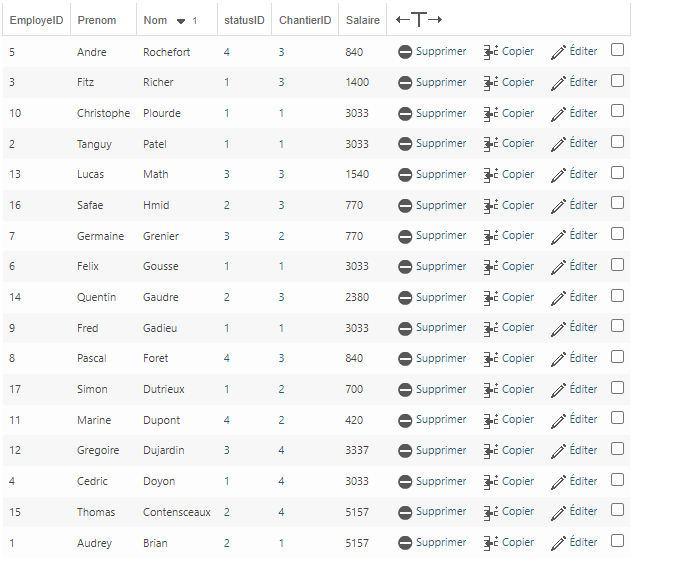 EmployeID Prenom Nom 1 statusID ChantierID Salaire
5 Andre Rochefort 4 3 840 Supprimer Copier Éditer
3 Fitz Richer 1 3 1400 Supprimer Copier Éditer
10 Christophe Plourde 1 1 3033 Supprimer Copier Éditer
2 Tanguy Patel 1 1 3033 Supprimer Copier Éditer
13 Lucas Math 3 3 1540 Supprimer Copier Éditer
16 Safae Hmid 2 3 770 Supprimer Copier Éditer
7 Germaine Grenier 3 2 770 Supprimer Copier Éditer
6 Felix Gousse 1 1 3033 Supprimer Copier Éditer
14 Quentin Gaudre 2 3 2380 Supprimer Copier Éditer
9 Fred Gadieu 1 1 3033 Supprimer Copier Éditer
8 Pascal Foret 4 3 840 Supprimer Copier Éditer
17 Simon Dutrieux 1 2 700 Supprimer Copier Éditer
11 Marine Dupont 4 2 420 Supprimer Copier Éditer
12 Gregoire Dujardin 3 4 3337 Supprimer Copier Éditer
4 Cedric Doyon 1 4 3033 Supprimer Copier Éditer
15 Thomas Contensceaux 2 4 5157 Supprimer Copier Éditer
1 Audrey Brian 2 1 5157 Supprimer Copier Éditer